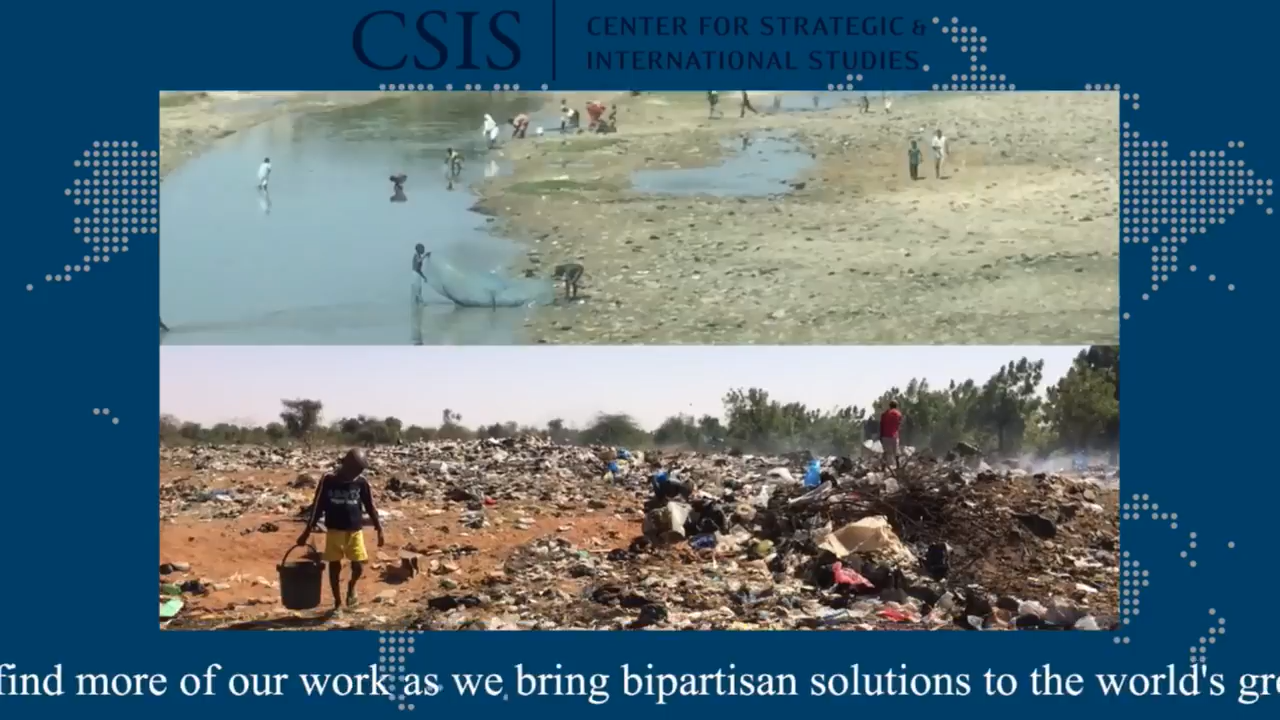 CSIS
CENTER FOR STRATEGIC &
INTERNATIONAL STUDIES
find more of our work as we bring bipartisan solutions to the world's gr